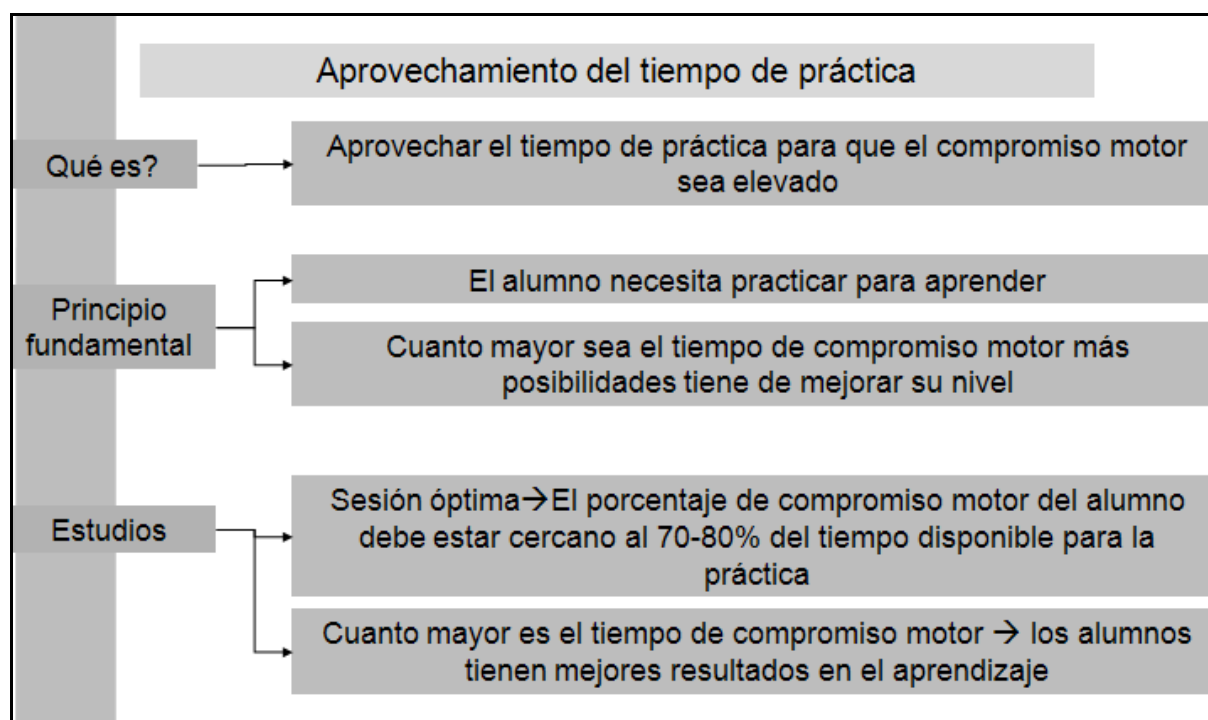 Aprovechamiento del tiempo de práctica
Qué es?
Aprovechar el tiempo de práctica para que el compromiso motor
sea elevado
Principio
fundamental
El alumno necesita practicar para aprender
Cuanto mayor sea el tiempo de compromiso motor más
posibilidades tiene de mejorar su nivel
Estudios
Sesión óptima→El porcentaje de compromiso motor del alumno
debe estar cercano al 70-80% del tiempo disponible para la
práctica
Cuanto mayor es el tiempo de compromiso motor → los alumnos
tienen mejores resultados en el aprendizaje